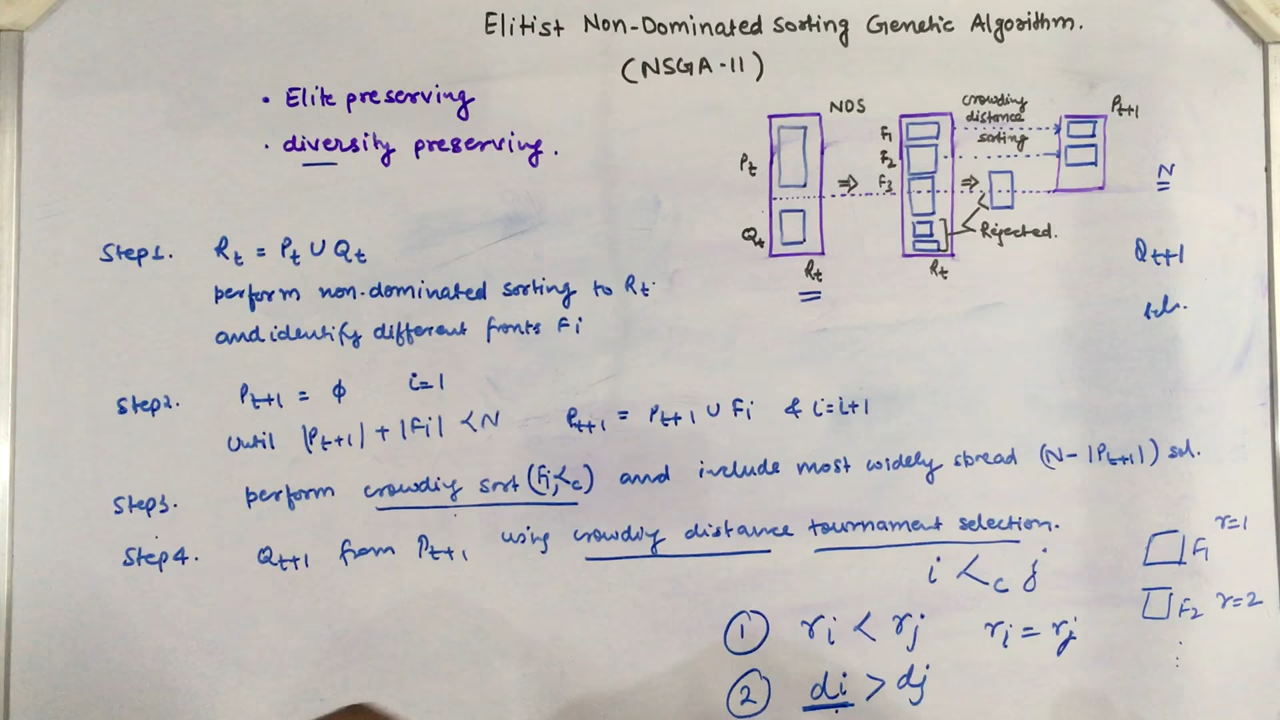 Elitist Non-Dominated sorting Genetic Algorithm.
(NSGA-II)
• Elite preserving
• diversity preserving.
NDS
crowding
distance
sorting
Pt+1
Pt
Qt
Rt
⇒
F1
F2
F3
Rt
⇒
Rejected.
N
Qt+1
Step1. Rt = Pt ∪ Qt
perform non-dominated sorting to Rt.
and identify different fronts Fi
Step2. Pt+1 = ϕ i=1
Until |Pt+1| + |Fi| < N Pt+1 = Pt+1 ∪ Fi & i=i+1
Step3. perform crowdig sort (Fi, <c) and include most widely spread (N-|Pt+1|) sol.
Step4. Qt+1 from Pt+1 using crowdig distance tournament selection.
i <c j
F1 r=1
F2 r=2
⋮
① ri < rj ri = rj
② di > dj